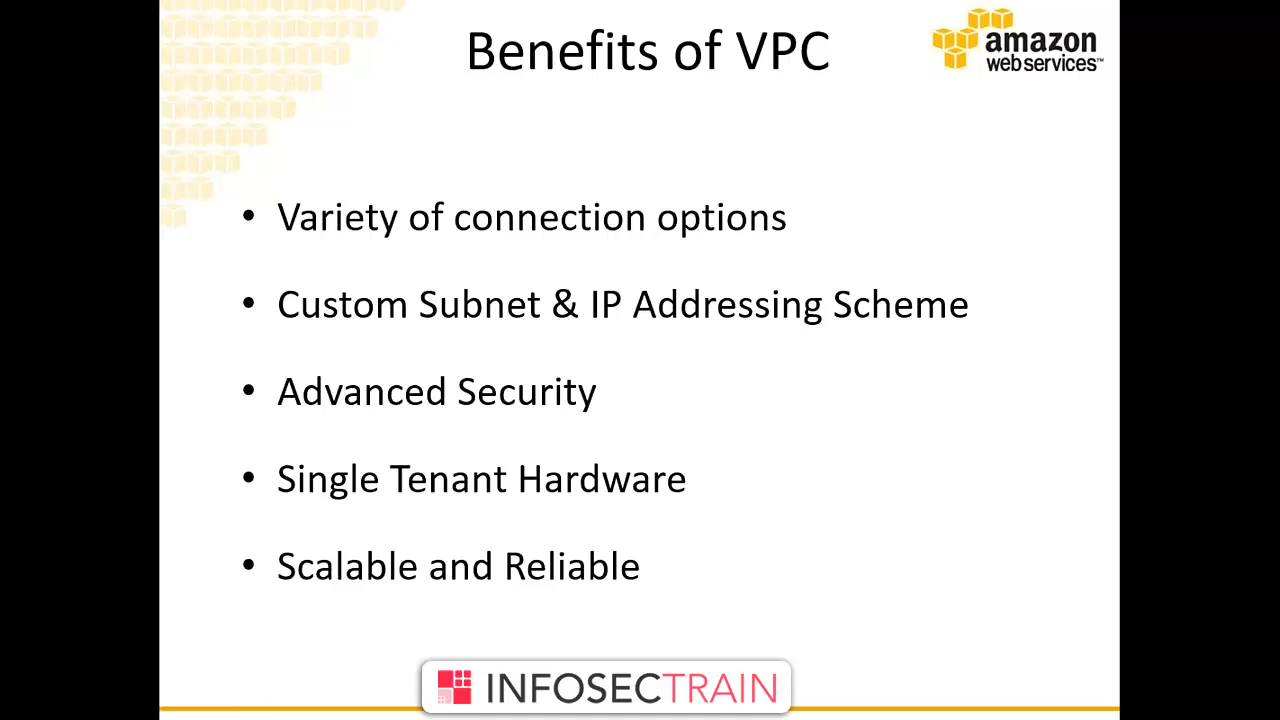 Benefits of VPC
amazon
webservices™
• Variety of connection options
• Custom Subnet & IP Addressing Scheme
• Advanced Security
• Single Tenant Hardware
• Scalable and Reliable
INFOSECTRAIN